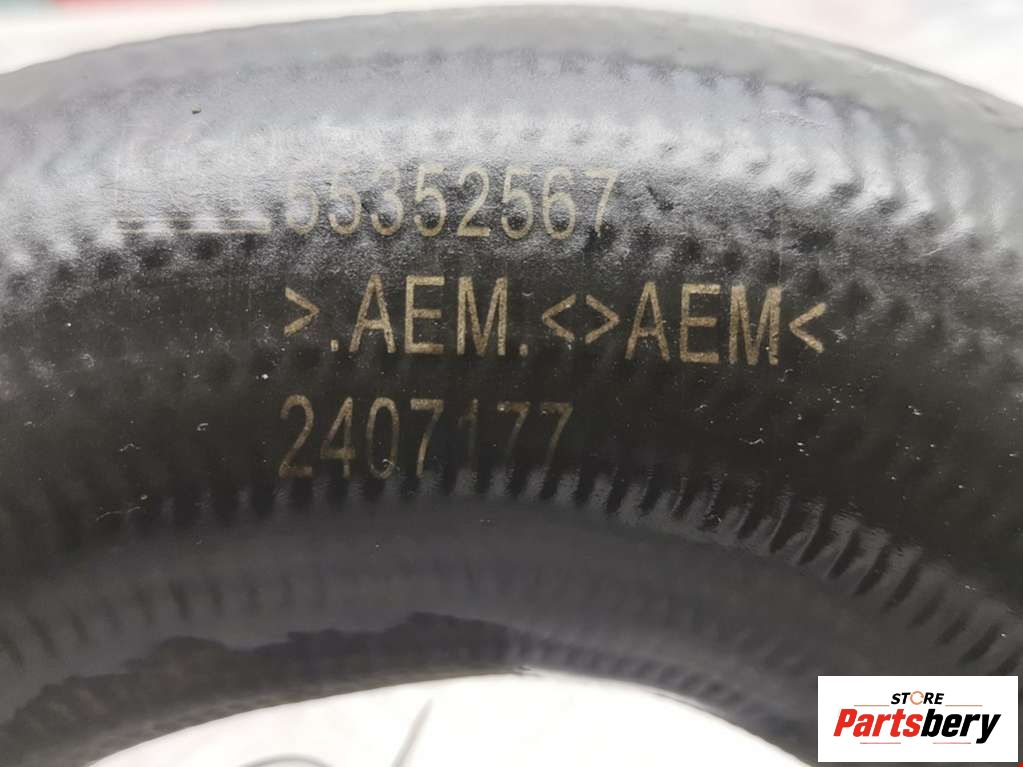 55352567
>.AEM.<>AEM<
2407177
STORE
Partsbery